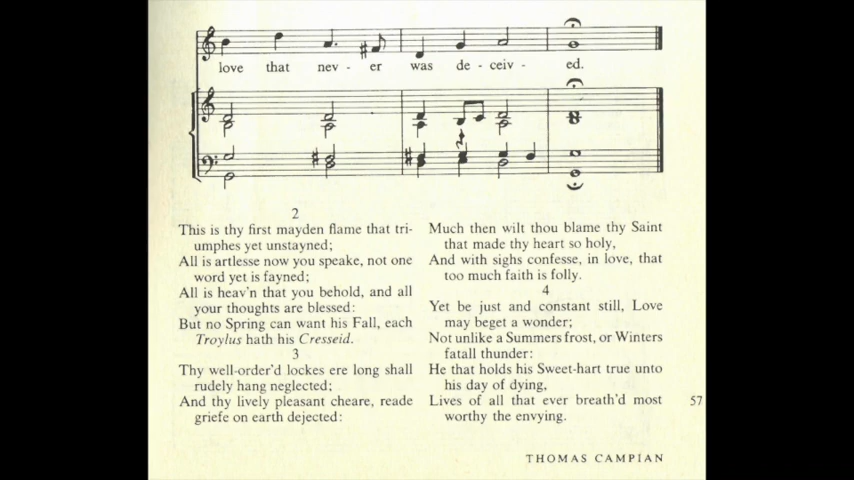 love that nev - er was de - ceiv - ed.
2
This is thy first mayden flame that tri-
umphes yet unstayned;
All is artlesse now you speake, not one
word yet is fayned;
All is heav'n that you behold, and all
your thoughts are blessed:
But no Spring can want his Fall, each
Troylus hath his Cresseid.
3
Thy well-order'd lockes ere long shall
rudely hang neglected;
And thy lively pleasant cheare, reade
griefe on earth dejected:
Much then wilt thou blame thy Saint
that made thy heart so holy,
And with sighs confesse, in love, that
too much faith is folly.
4
Yet be just and constant still, Love
may beget a wonder;
Not unlike a Summers frost, or Winters
fatall thunder:
He that holds his Sweet-hart true unto
his day of dying,
Lives of all that ever breath'd most
worthy the envying.
57
THOMAS CAMPIAN